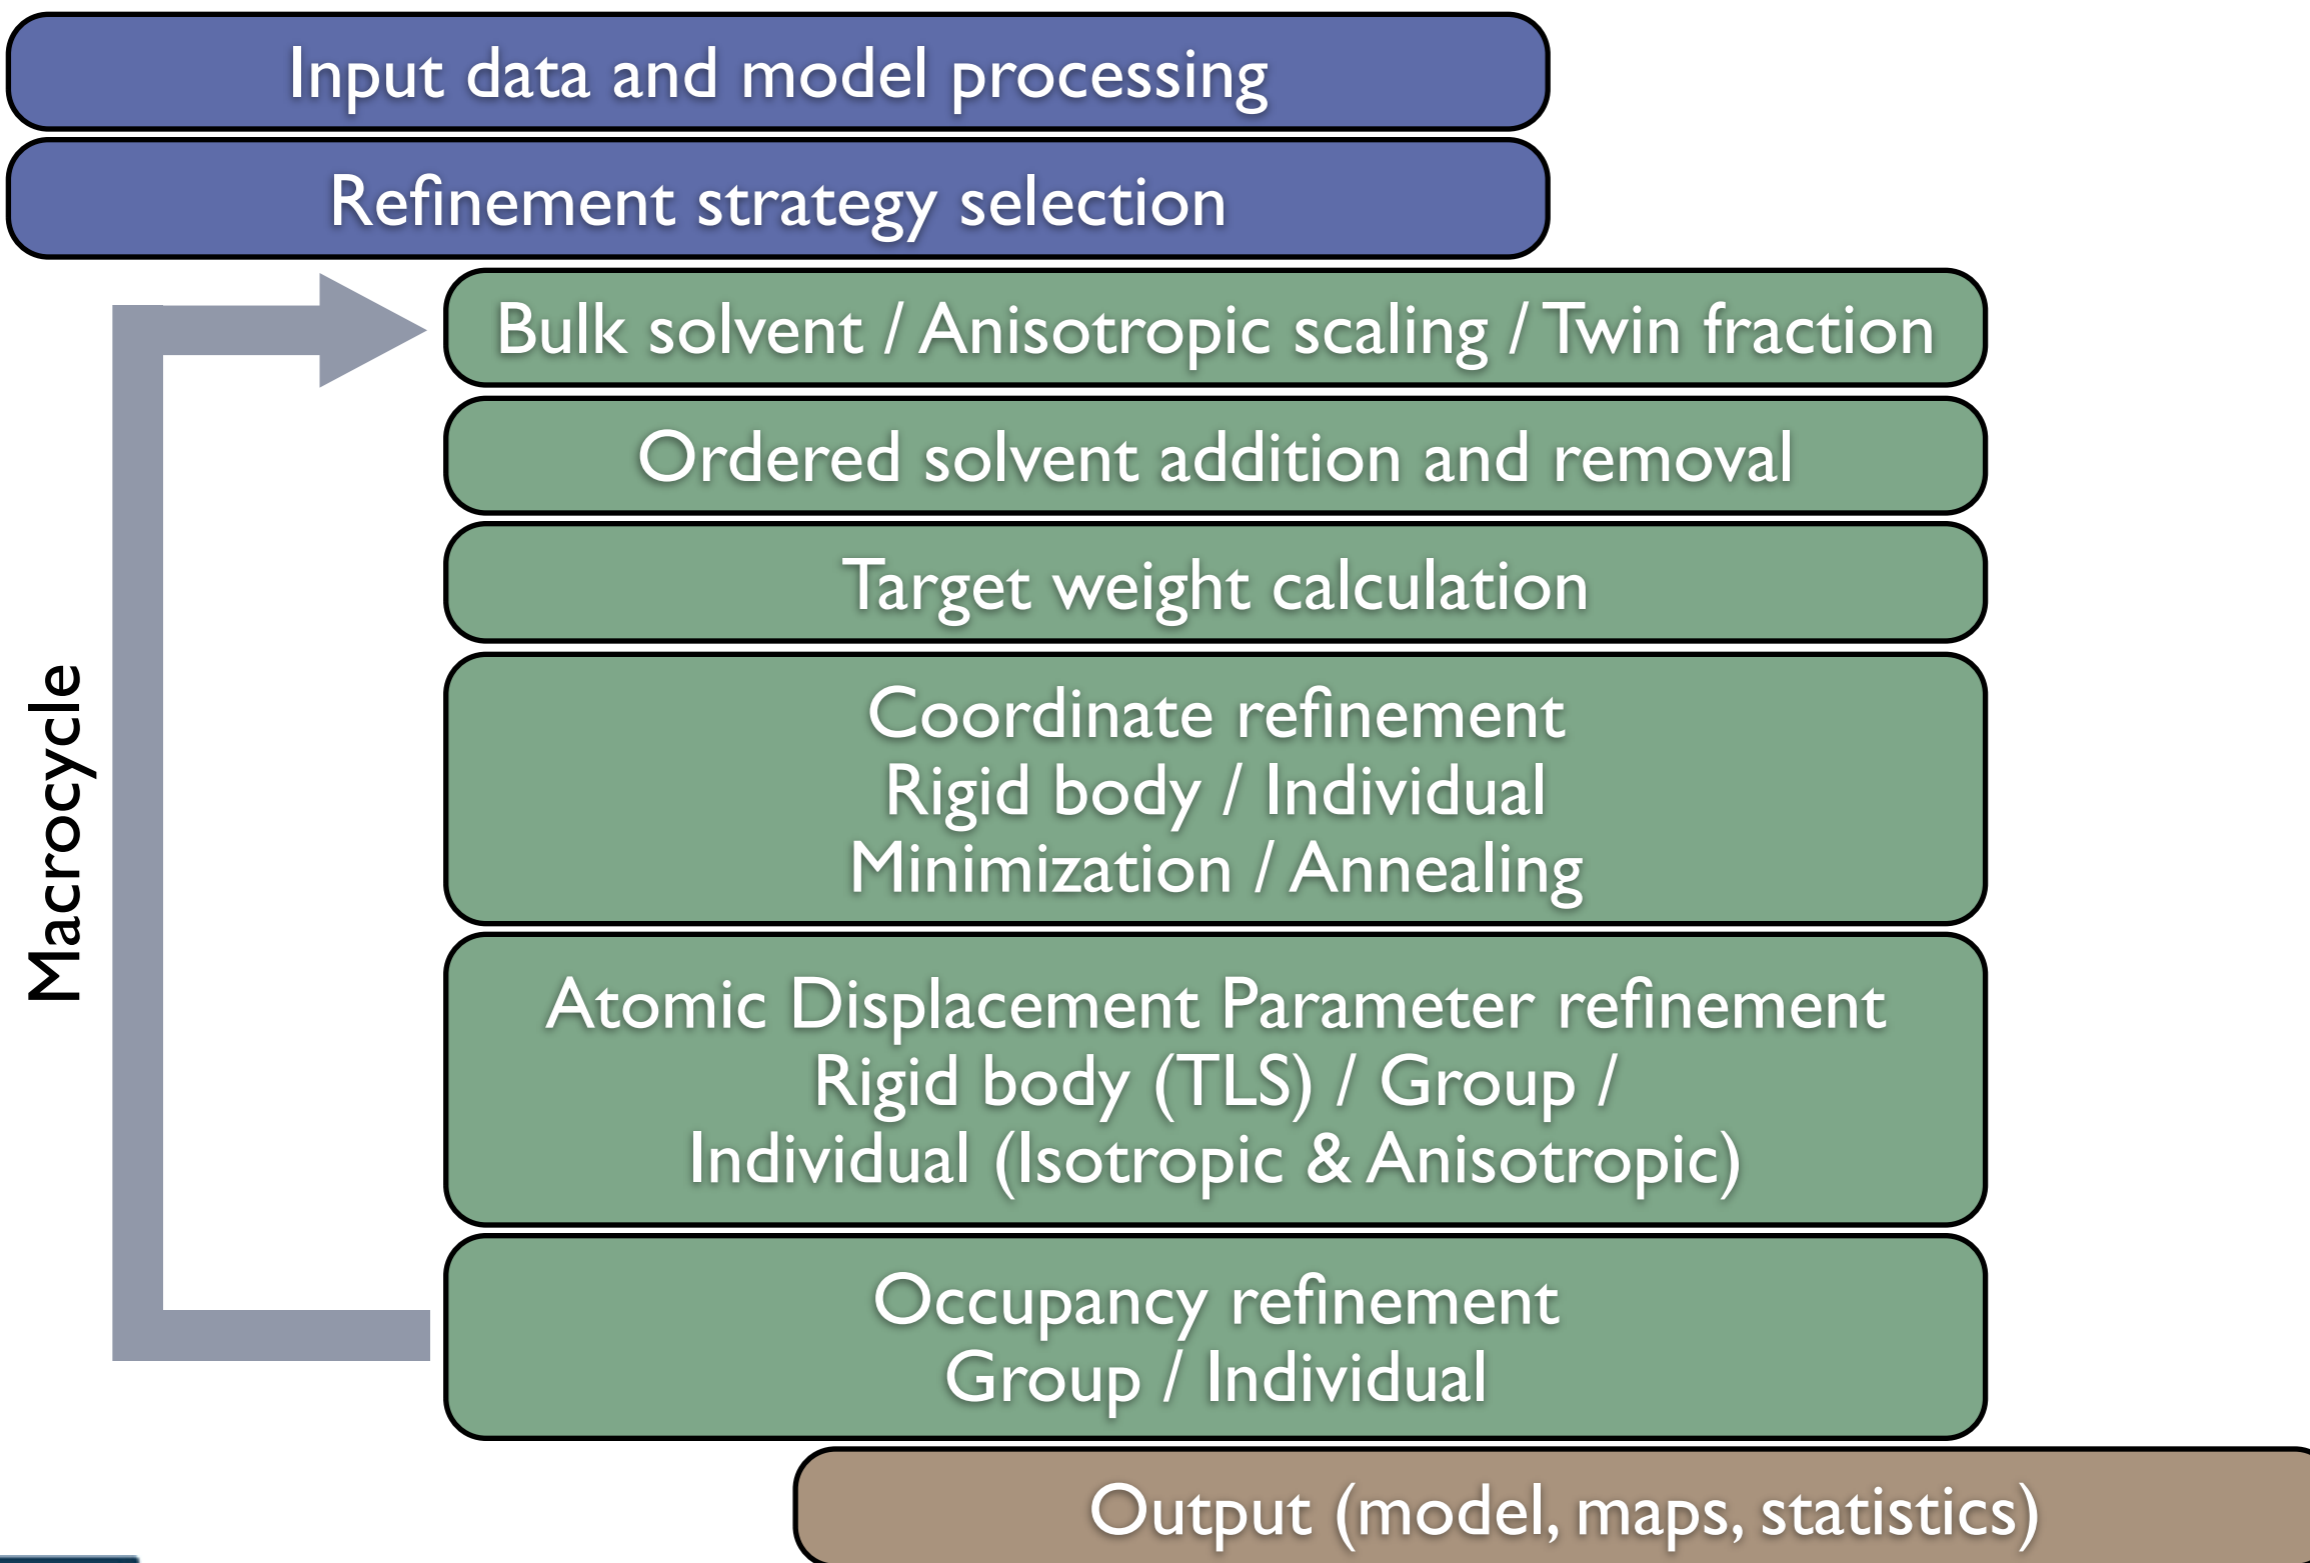 Input data and model processing
Refinement strategy selection
Bulk solvent / Anisotropic scaling / Twin fraction
Ordered solvent addition and removal
Target weight calculation
Macrocycle
Coordinate refinement
Rigid body / Individual
Minimization / Annealing
Atomic Displacement Parameter refinement
Rigid body (TLS) / Group /
Individual (Isotropic & Anisotropic)
Occupancy refinement
Group / Individual
Output (model, maps, statistics)